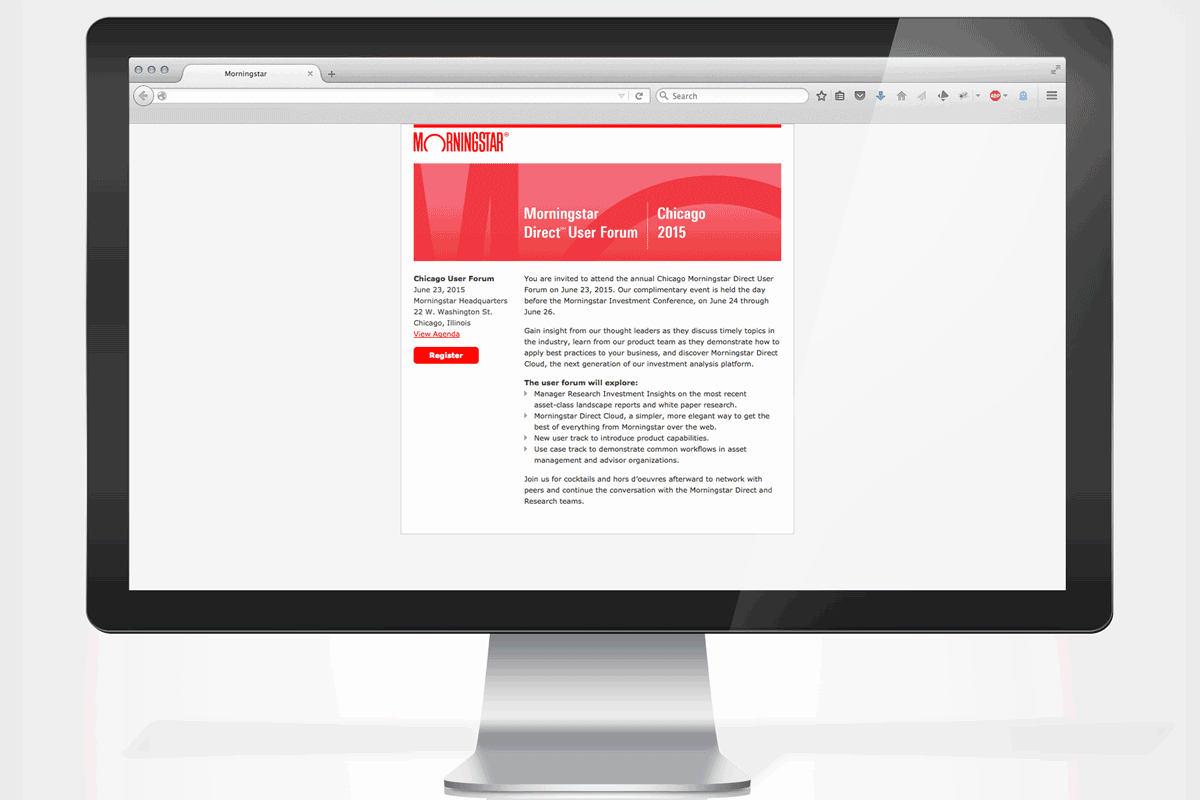 Morningstar
Search
ABP
MORNINGSTAR®
Morningstar
Direct℠ User Forum
Chicago
2015
Chicago User Forum
June 23, 2015
Morningstar Headquarters
22 W. Washington St.
Chicago, Illinois
View Agenda
Register
You are invited to attend the annual Chicago Morningstar Direct User
Forum on June 23, 2015. Our complimentary event is held the day
before the Morningstar Investment Conference, on June 24 through
June 26.
Gain insight from our thought leaders as they discuss timely topics in
the industry, learn from our product team as they demonstrate how to
apply best practices to your business, and discover Morningstar Direct
Cloud, the next generation of our investment analysis platform.
The user forum will explore:
Manager Research Investment Insights on the most recent
asset-class landscape reports and white paper research.
Morningstar Direct Cloud, a simpler, more elegant way to get the
best of everything from Morningstar over the web.
New user track to introduce product capabilities.
Use case track to demonstrate common workflows in asset
management and advisor organizations.
Join us for cocktails and hors d’oeuvres afterward to network with
peers and continue the conversation with the Morningstar Direct and
Research teams.